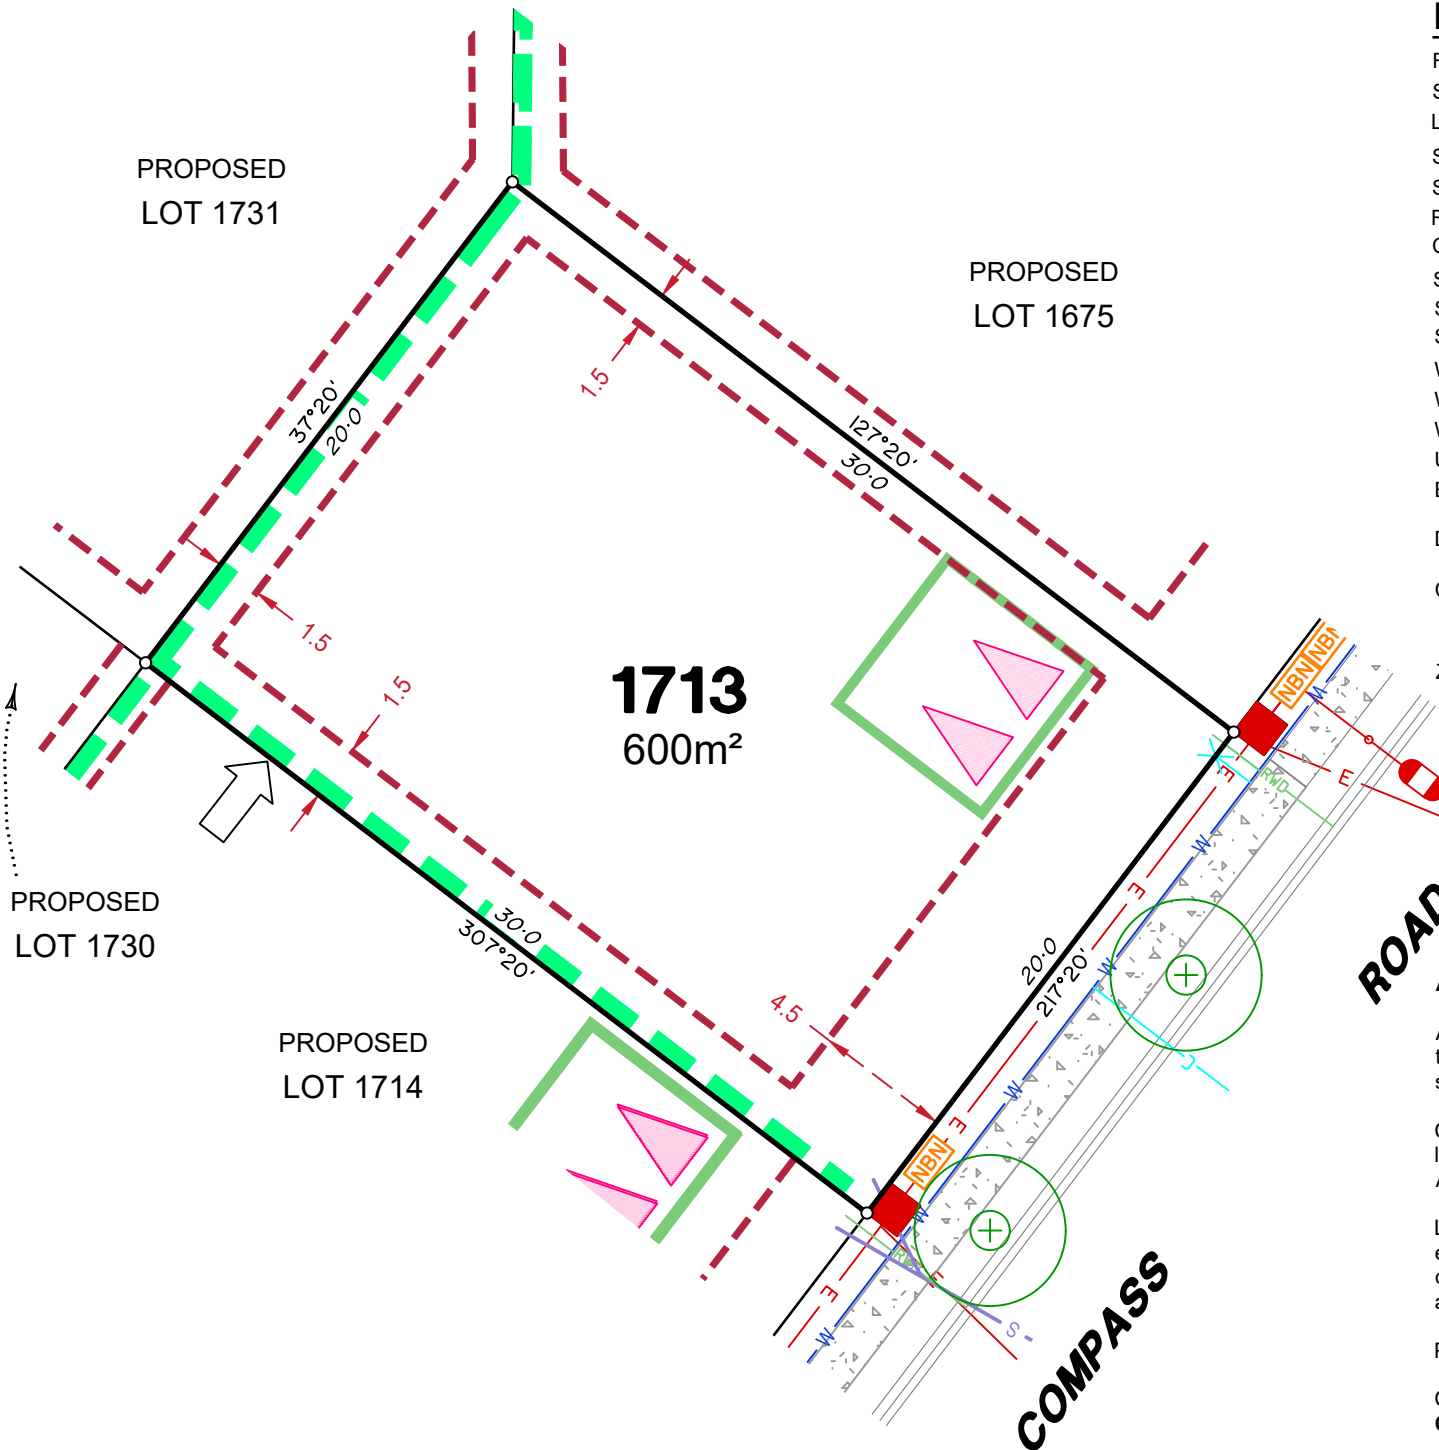 PROPOSED
LOT 1731
PROPOSED
LOT 1675
1.5
37°20'
20·0
127°20'
30·0
1.5
1.5
1713
600m²
NBN
NBN
M
E
RWD
E
W
E
PROPOSED
LOT 1730
30·0
307°20'
20·0
217°20'
W
ROAD
4.5
PROPOSED
LOT 1714
J
W
E
NBN
W
E
S
W
COMPASS